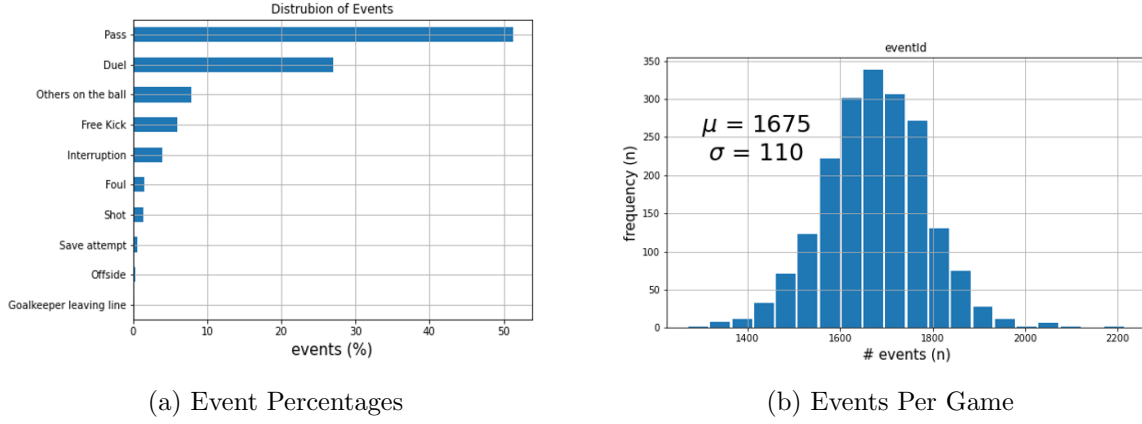 Distrubion of Events
Pass
Duel
Others on the ball
Free Kick
Interruption
Foul
Shot
Save attempt
Offside
Goalkeeper leaving line
0 10 20 30 40 50
events (%)
(a) Event Percentages
eventId
350
300
250
200
150
100
50
0
frequency (n)
μ = 1675
σ = 110
1400 1600 1800 2000 2200
# events (n)
(b) Events Per Game